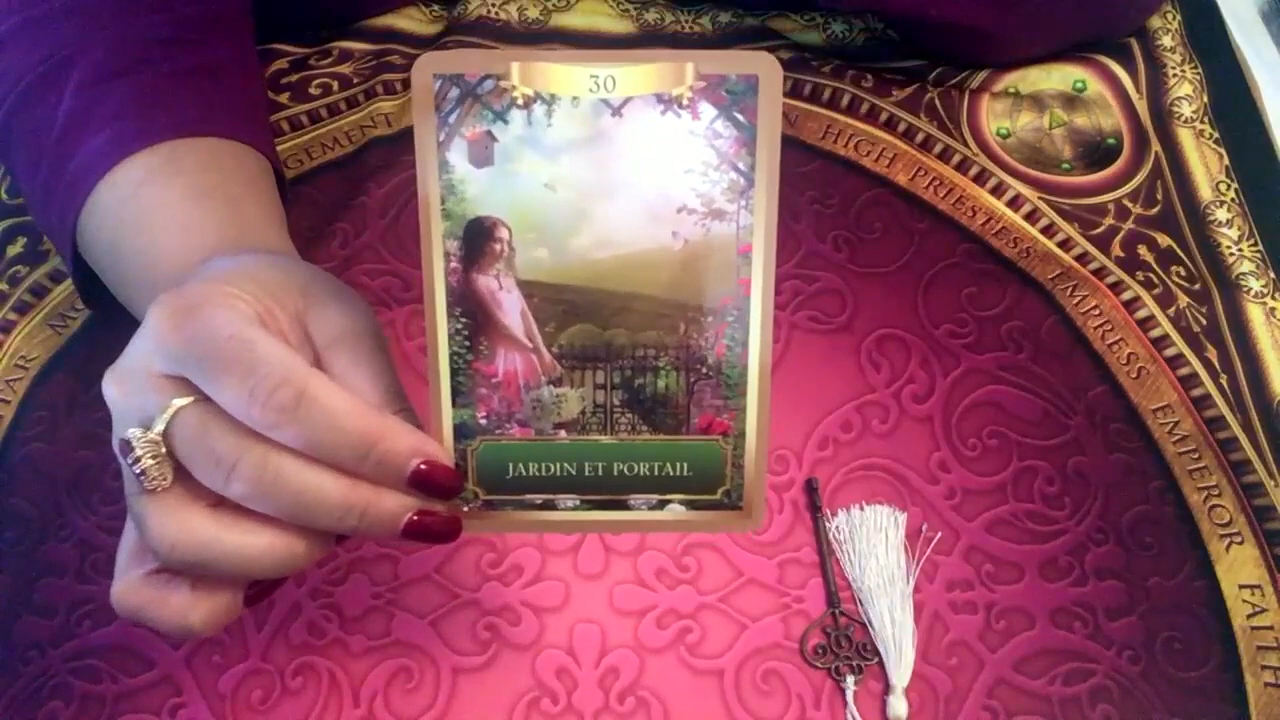 30
JARDIN ET PORTAIL
GEMENT
HIGH PRIESTESS
EMPRESS
EMPEROR
FAITH